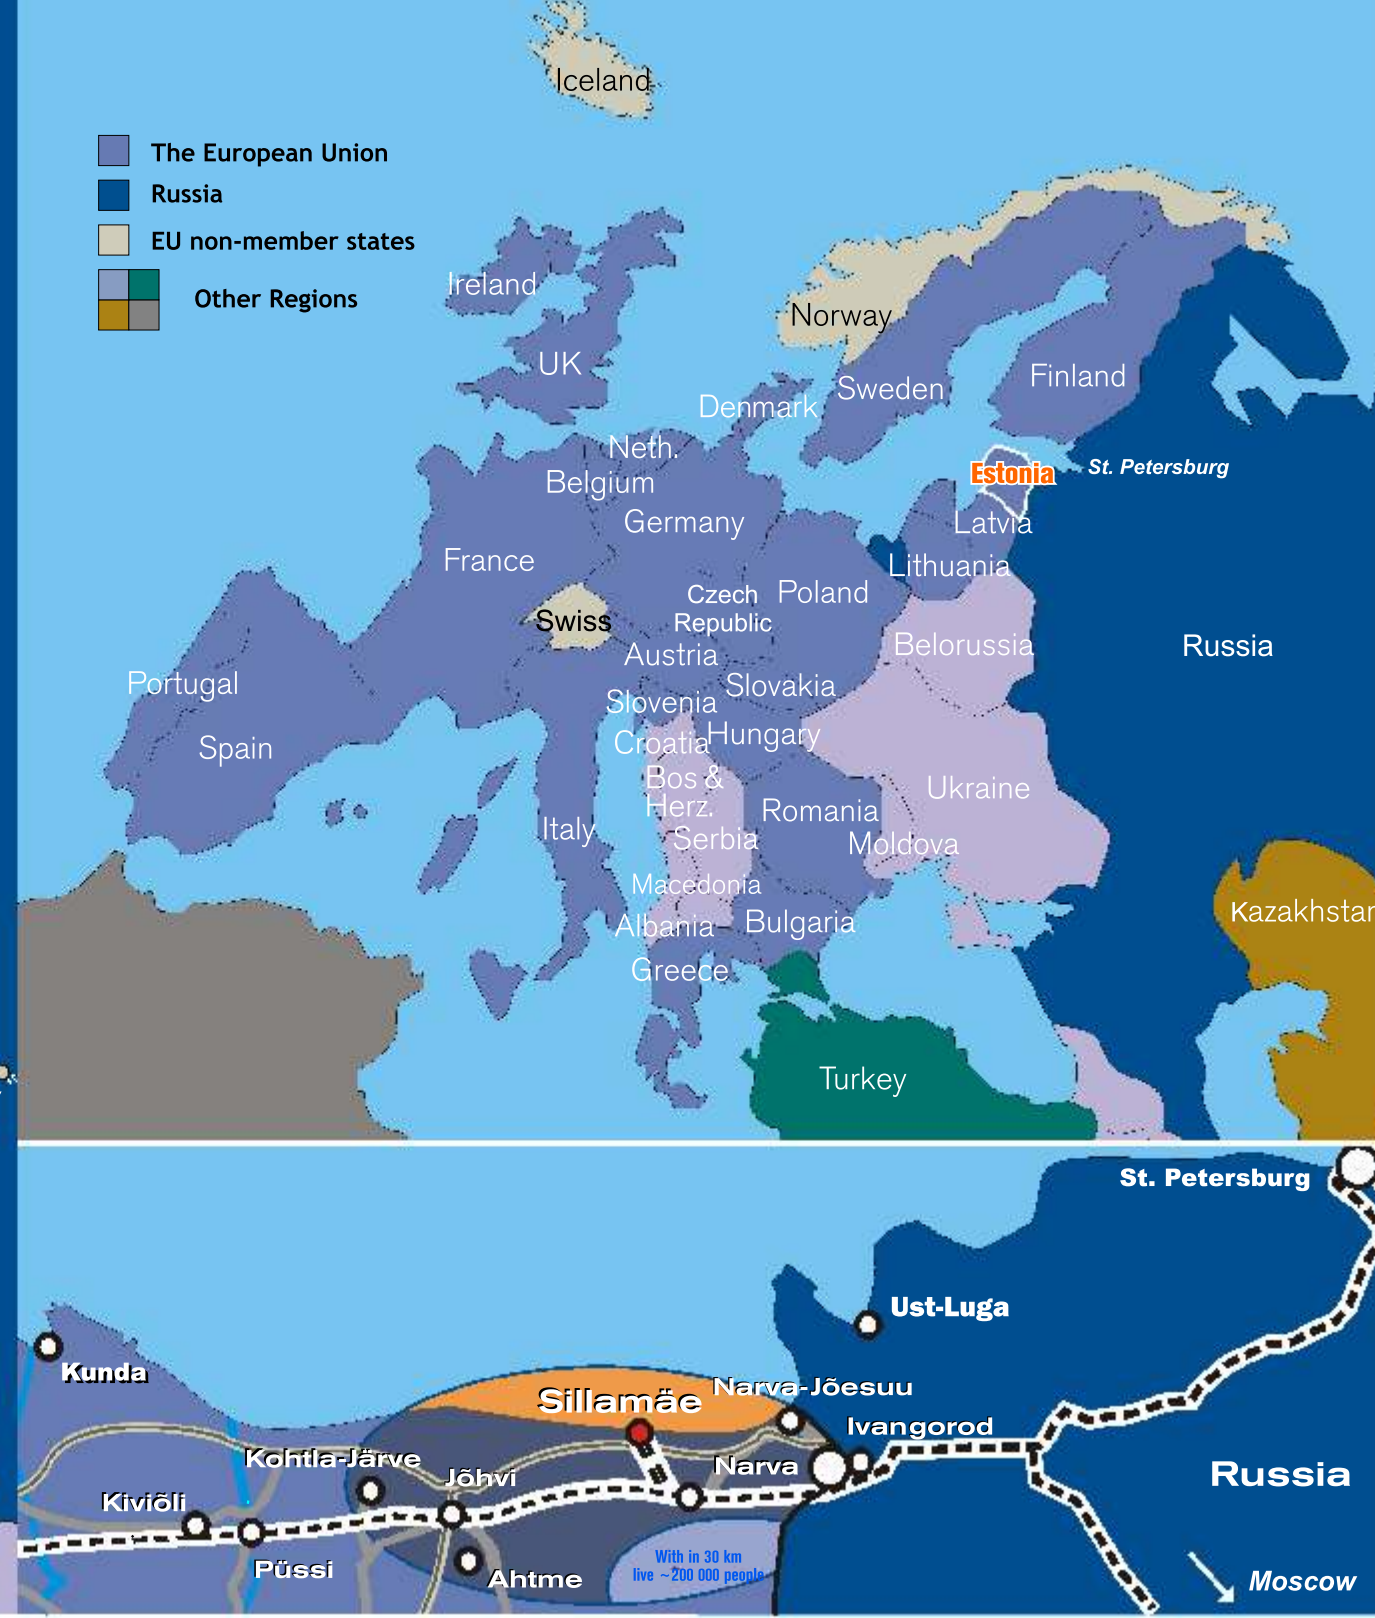 Iceland
The European Union
Russia
EU non-member states
Other Regions
Ireland
Norway
UK
Sweden
Finland
Denmark
Neth.
Estonia
St. Petersburg
Belgium
Germany
Latvia
France
Lithuania
Czech
Republic
Poland
Swiss
Belorussia
Russia
Austria
Portugal
Slovakia
Slovenia
Spain
Croatia
Hungary
Bos &
Herz.
Ukraine
Romania
Italy
Serbia
Moldova
Macedonia
Kazakhstan
Albania
Bulgaria
Greece
Turkey
St. Petersburg
Ust-Luga
Kunda
Sillamäe
Narva-Jõesuu
Ivangorod
Kohtla-Järve
Jõhvi
Narva
Russia
Kiviõli
Püssi
Ahtme
With in 30 km
live ~200 000 people
Moscow